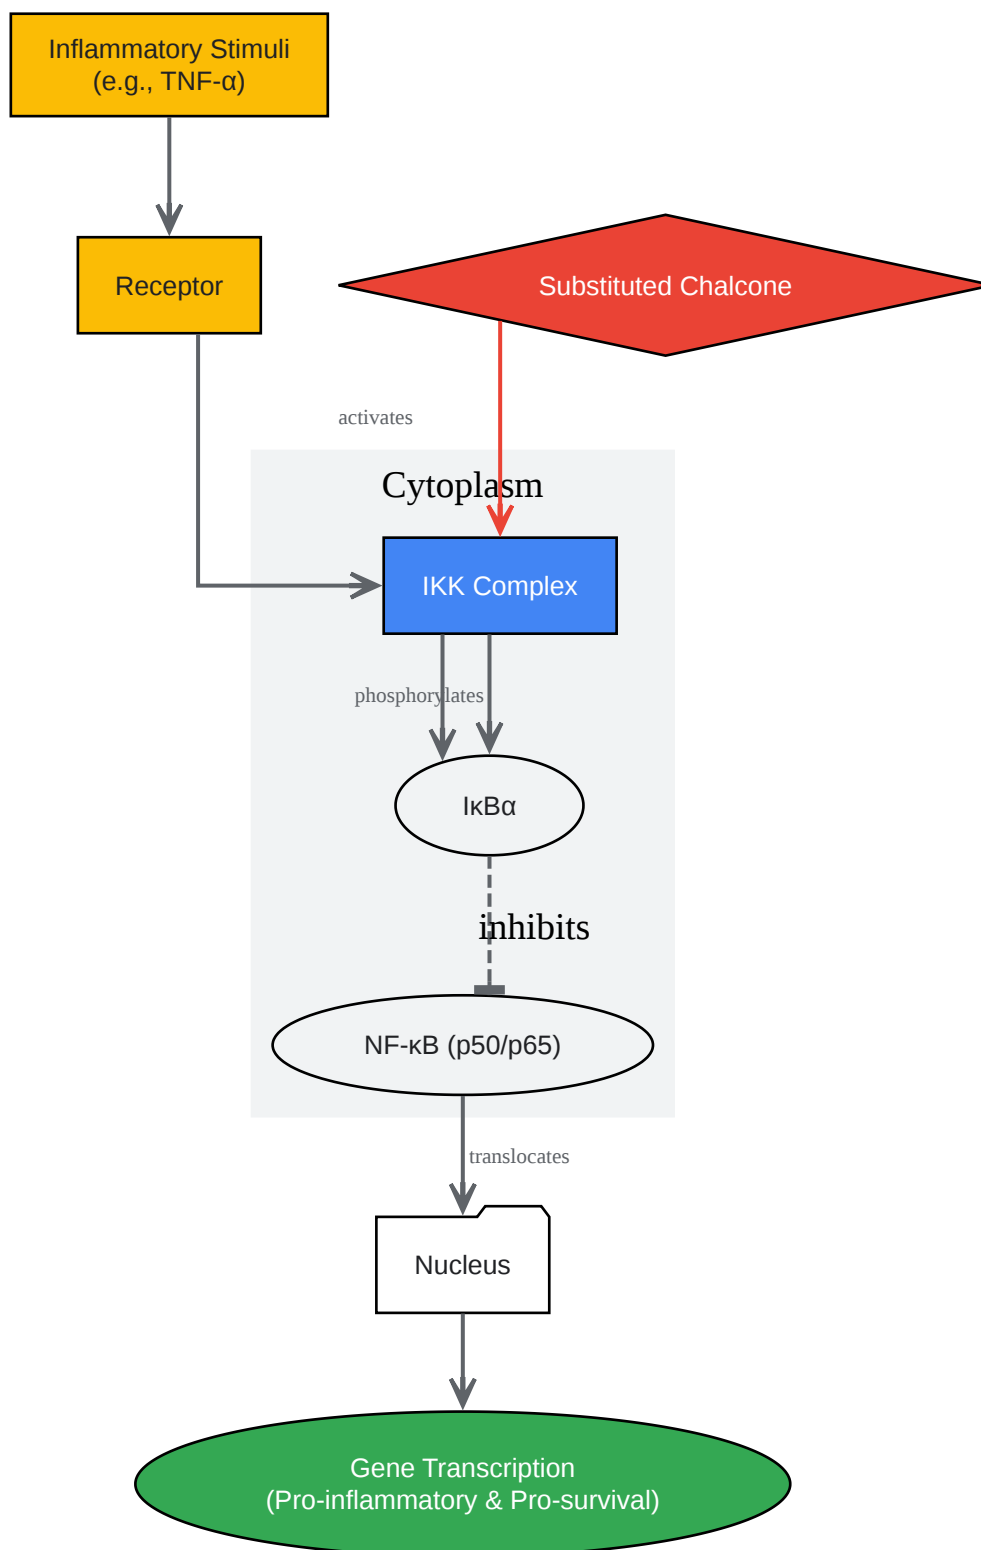 Inflammatory Stimuli
(e.g., TNF-α)
Receptor
Substituted Chalcone
activates
Cytoplasm
IKK Complex
phosphorylates
IκBα
inhibits
NF-κB (p50/p65)
translocates
Nucleus
Gene Transcription
(Pro-inflammatory & Pro-survival)